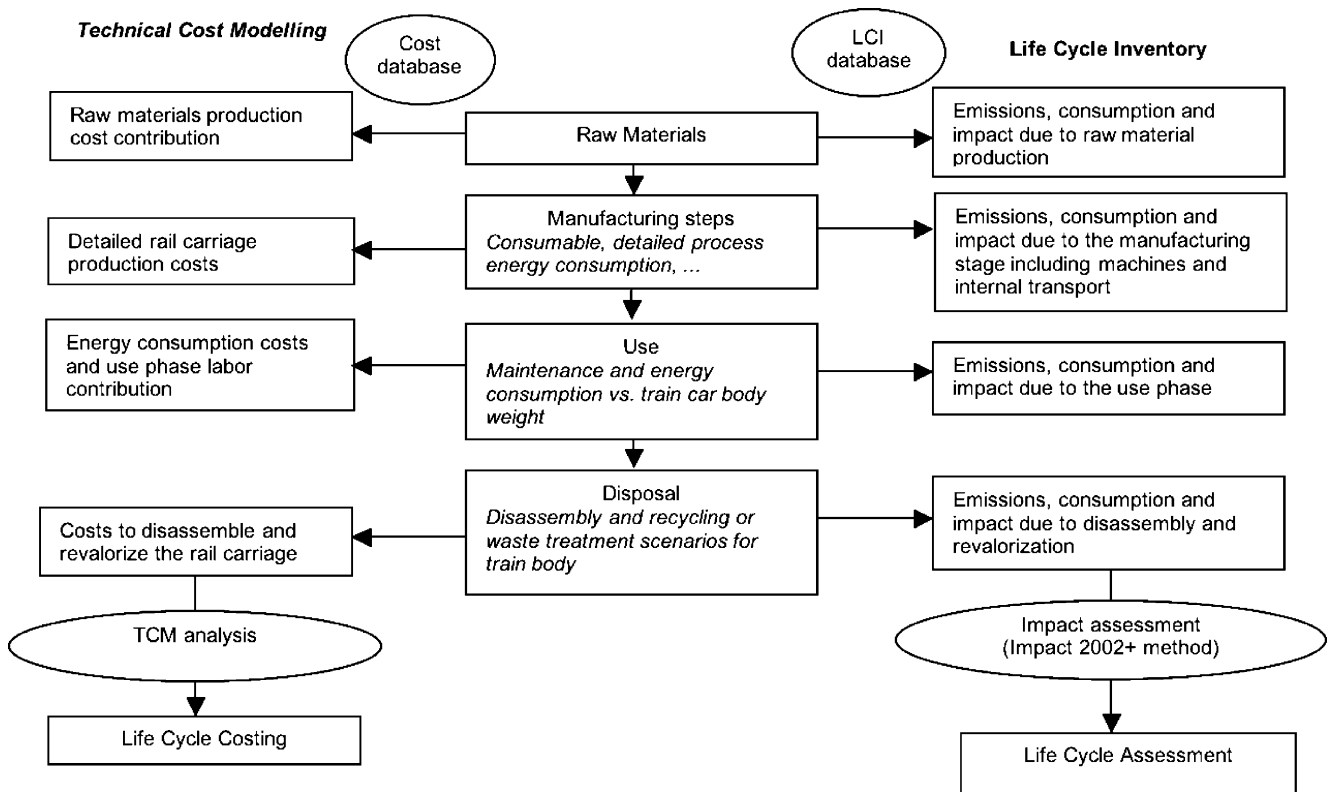 Technical Cost Modelling
Cost
database
LCI
database
Life Cycle Inventory
Raw materials production
cost contribution
Raw Materials
Emissions, consumption and
impact due to raw material
production
Detailed rail carriage
production costs
Manufacturing steps
Consumable, detailed process
energy consumption, ...
Emissions, consumption and
impact due to the manufacturing
stage including machines and
internal transport
Energy consumption costs
and use phase labor
contribution
Use
Maintenance and energy
consumption vs. train car body
weight
Emissions, consumption and
impact due to the use phase.
Costs to disassemble and
revalorize the rail carriage
Disposal
Disassembly and recycling or
waste treatment scenarios for
train body
Emissions, consumption and
impact due to disassembly and
revalorization
TCM analysis
Impact assessment
(Impact 2002+ method)
Life Cycle Costing
Life Cycle Assessment